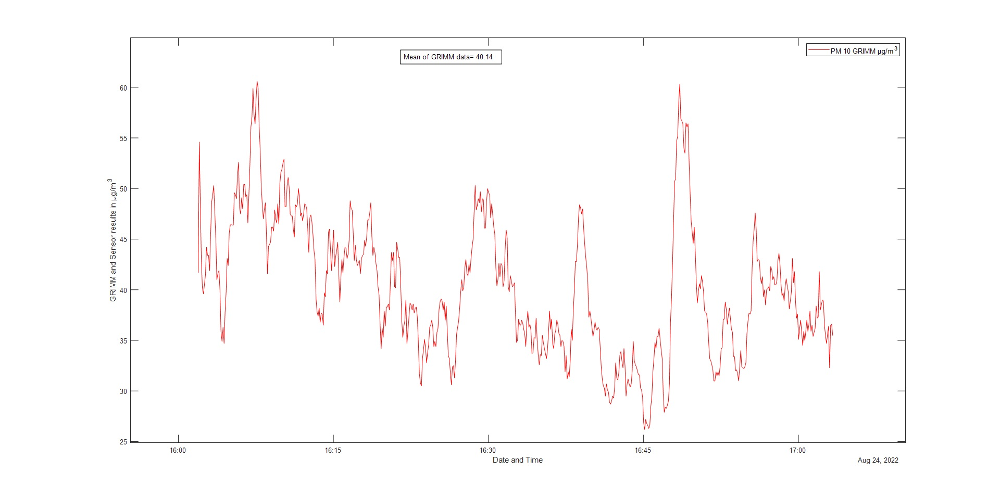 Mean of GRIMM data= 40.14
PM 10 GRIMM µg/m³
GRIMM and Sensor results in µg/m³
60
55
50
45
40
35
30
25
16:00 16:15 16:30 16:45 17:00
Date and Time
Aug 24, 2022